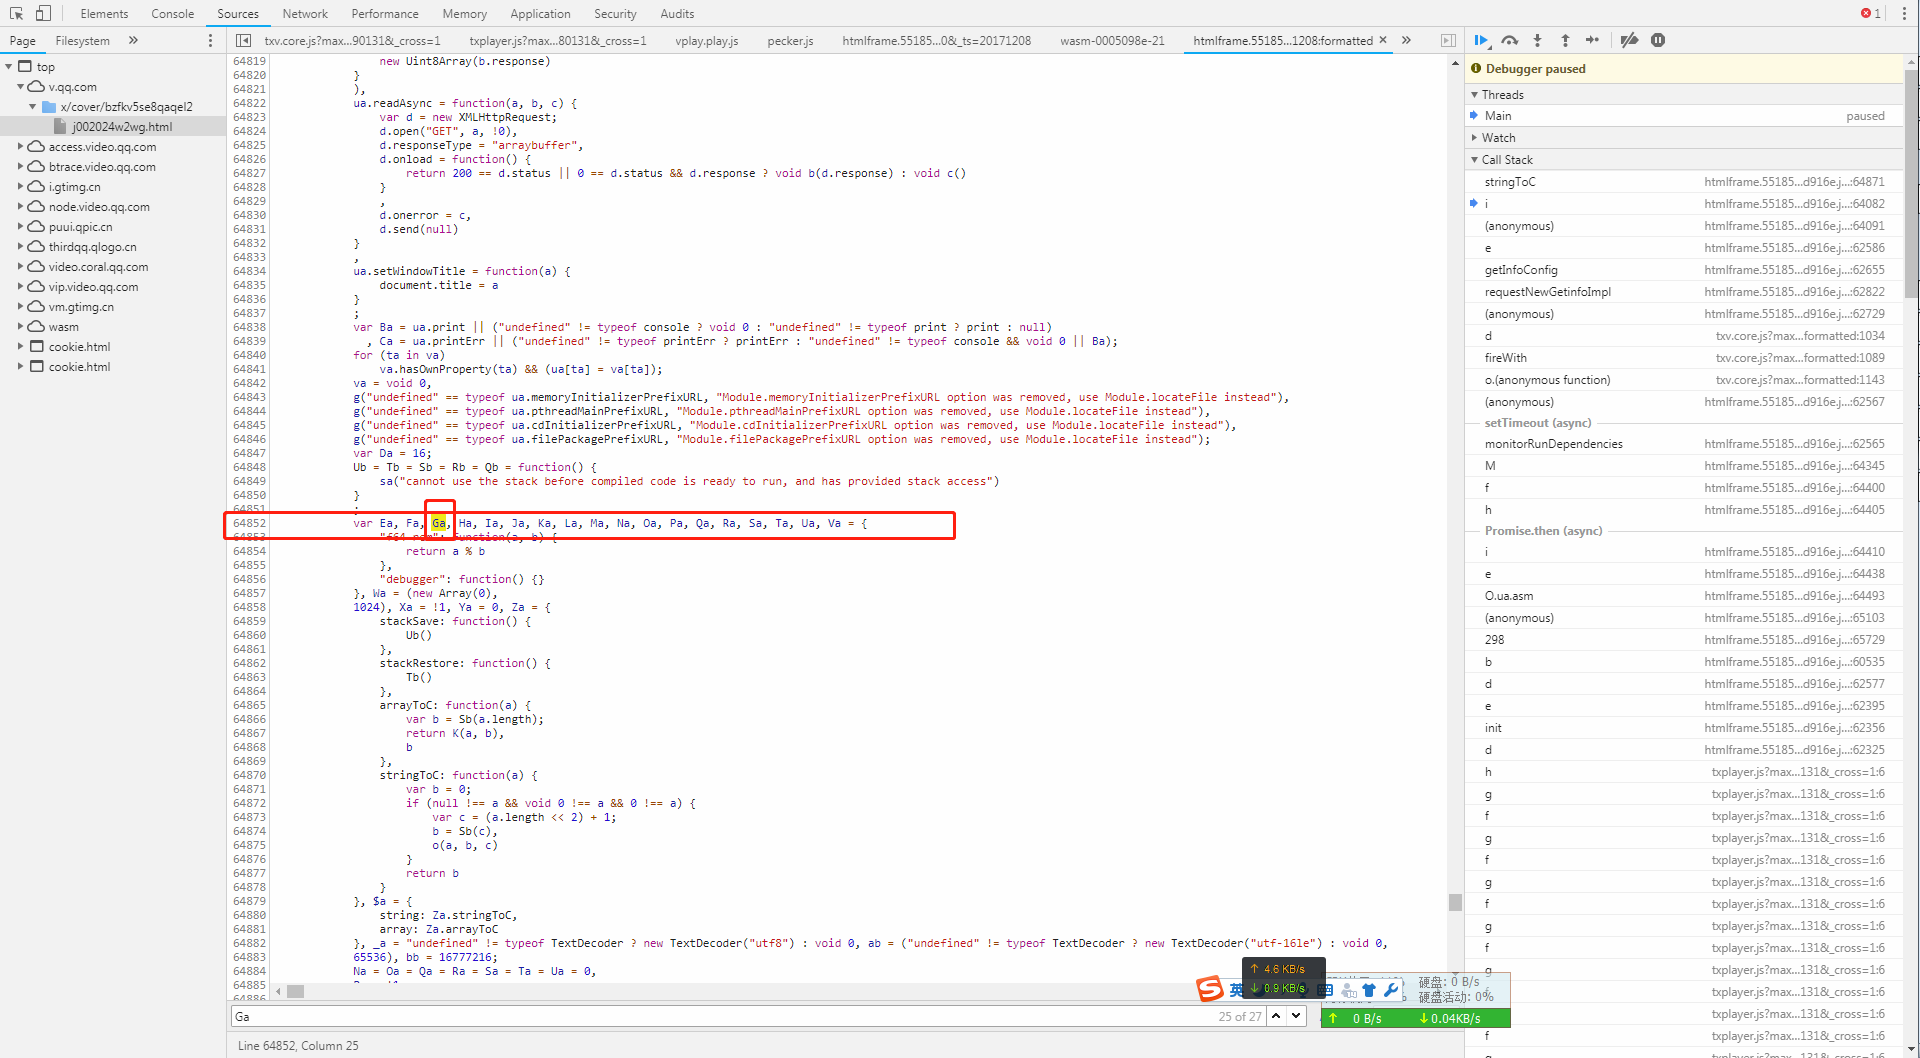 Elements Console Sources Network Performance Memory Application Security Audits 1
Page Filesystem »
txv.core.js?max...90131&_cross=1 txplayer.js?max...80131&_cross=1 vplay.play.js pecker.js htmlframe.55185...0&_ts=20171208 wasm-0005098e-21 htmlframe.55185...1208:formatted × »
top
v.qq.com
x/cover/bzfkv5se8qaqel2
j002024w2wg.html
access.video.qq.com
btrace.video.qq.com
i.gtimg.cn
node.video.qq.com
puui.qpic.cn
thirdqq.qlogo.cn
video.coral.qq.com
vip.video.qq.com
vm.gtimg.cn
wasm
cookie.html
cookie.html
64819 new Uint8Array(b.response)
64820 }
64821 ),
64822 ua.readAsync = function(a, b, c) {
64823 var d = new XMLHttpRequest;
64824 d.open("GET", a, !0),
64825 d.responseType = "arraybuffer",
64826 d.onload = function() {
64827 return 200 == d.status || 0 == d.status && d.response ? void b(d.response) : void c()
64828 }
64829 ,
64830 d.onerror = c,
64831 d.send(null)
64832 }
64833 ,
64834 ua.setWindowTitle = function(a) {
64835 document.title = a
64836 }
64837 ;
64838 var Ba = ua.print || ("undefined" != typeof console ? void 0 : "undefined" != typeof print ? print : null)
64839 , Ca = ua.printErr || ("undefined" != typeof printErr ? printErr : "undefined" != typeof console && void 0 || Ba);
64840 for (ta in va)
64841 va.hasOwnProperty(ta) && (ua[ta] = va[ta]);
64842 va = void 0,
64843 g("undefined" == typeof ua.memoryInitializerPrefixURL, "Module.memoryInitializerPrefixURL option was removed, use Module.locateFile instead"),
64844 g("undefined" == typeof ua.pthreadMainPrefixURL, "Module.pthreadMainPrefixURL option was removed, use Module.locateFile instead"),
64845 g("undefined" == typeof ua.cdInitializerPrefixURL, "Module.cdInitializerPrefixURL option was removed, use Module.locateFile instead"),
64846 g("undefined" == typeof ua.filePackagePrefixURL, "Module.filePackagePrefixURL option was removed, use Module.locateFile instead");
64847 var Da = 16;
64848 Ub = Tb = Sb = Rb = Qb = function() {
64849 sa("cannot use the stack before compiled code is ready to run, and has provided stack access")
64850 }
64851 ;
64852 var Ea, Fa, Ga, Ha, Ia, Ja, Ka, La, Ma, Na, Oa, Pa, Qa, Ra, Sa, Ta, Ua, Va = {
64853 "f64-rem": function(a, b) {
64854 return a % b
64855 },
64856 "debugger": function() {}
64857 }, Wa = (new Array(0),
64858 1024), Xa = !1, Ya = 0, Za = {
64859 stackSave: function() {
64860 Ub()
64861 },
64862 stackRestore: function() {
64863 Tb()
64864 },
64865 arrayToC: function(a) {
64866 var b = Sb(a.length);
64867 return K(a, b),
64868 b
64869 },
64870 stringToC: function(a) {
64871 var b = 0;
64872 if (null !== a && void 0 !== a && 0 !== a) {
64873 var c = (a.length << 2) + 1;
64874 b = Sb(c),
64875 o(a, b, c)
64876 }
64877 return b
64878 }
64879 }, $a = {
64880 string: Za.stringToC,
64881 array: Za.arrayToC
64882 }, _a = "undefined" != typeof TextDecoder ? new TextDecoder("utf8") : void 0, ab = ("undefined" != typeof TextDecoder ? new TextDecoder("utf-16le") : void 0,
64883 65536), bb = 16777216;
64884 Na = Oa = Qa = Ra = Sa = Ta = Ua = 0,
64885
64886
Ga 25 of 27
Line 64852, Column 25
Debugger paused
Threads
Main paused
Watch
Call Stack
stringToC htmlframe.55185...d916e.j...:64871
i htmlframe.55185...d916e.j...:64082
(anonymous) htmlframe.55185...d916e.j...:64091
e htmlframe.55185...d916e.j...:62586
getInfoConfig htmlframe.55185...d916e.j...:62655
requestNewGetinfoImpl htmlframe.55185...d916e.j...:62822
(anonymous) htmlframe.55185...d916e.j...:62729
d txv.core.js?max...formatted:1034
fireWith txv.core.js?max...formatted:1089
o.(anonymous function) txv.core.js?max...formatted:1143
(anonymous) htmlframe.55185...d916e.j...:62567
setTimeout (async)
monitorRunDependencies htmlframe.55185...d916e.j...:62565
M htmlframe.55185...d916e.j...:64345
f htmlframe.55185...d916e.j...:64400
h htmlframe.55185...d916e.j...:64405
Promise.then (async)
i htmlframe.55185...d916e.j...:64410
e htmlframe.55185...d916e.j...:64438
O.ua.asm htmlframe.55185...d916e.j...:64493
(anonymous) htmlframe.55185...d916e.j...:65103
298 htmlframe.55185...d916e.j...:65729
b htmlframe.55185...d916e.j...:60535
d htmlframe.55185...d916e.j...:62577
e htmlframe.55185...d916e.j...:62395
init htmlframe.55185...d916e.j...:62356
d htmlframe.55185...d916e.j...:62325
h txplayer.js?max...131&_cross=1:6
g txplayer.js?max...131&_cross=1:6
f txplayer.js?max...131&_cross=1:6
g txplayer.js?max...131&_cross=1:6
f txplayer.js?max...131&_cross=1:6
g txplayer.js?max...131&_cross=1:6
f txplayer.js?max...131&_cross=1:6
g txplayer.js?max...131&_cross=1:6
f txplayer.js?max...131&_cross=1:6
g txplayer.js?max...131&_cross=1:6
txplayer.js?max...131&_cross=1:6
txplayer.js?max...131&_cross=1:6
f txplayer.js?max...131&_cross=1:6
↑ 4.6 KB/s
↓ 0.9 KB/s
S 英
硬盘: 0 B/s
硬盘活动: 0%
↑ 0 B/s ↓ 0.04KB/s